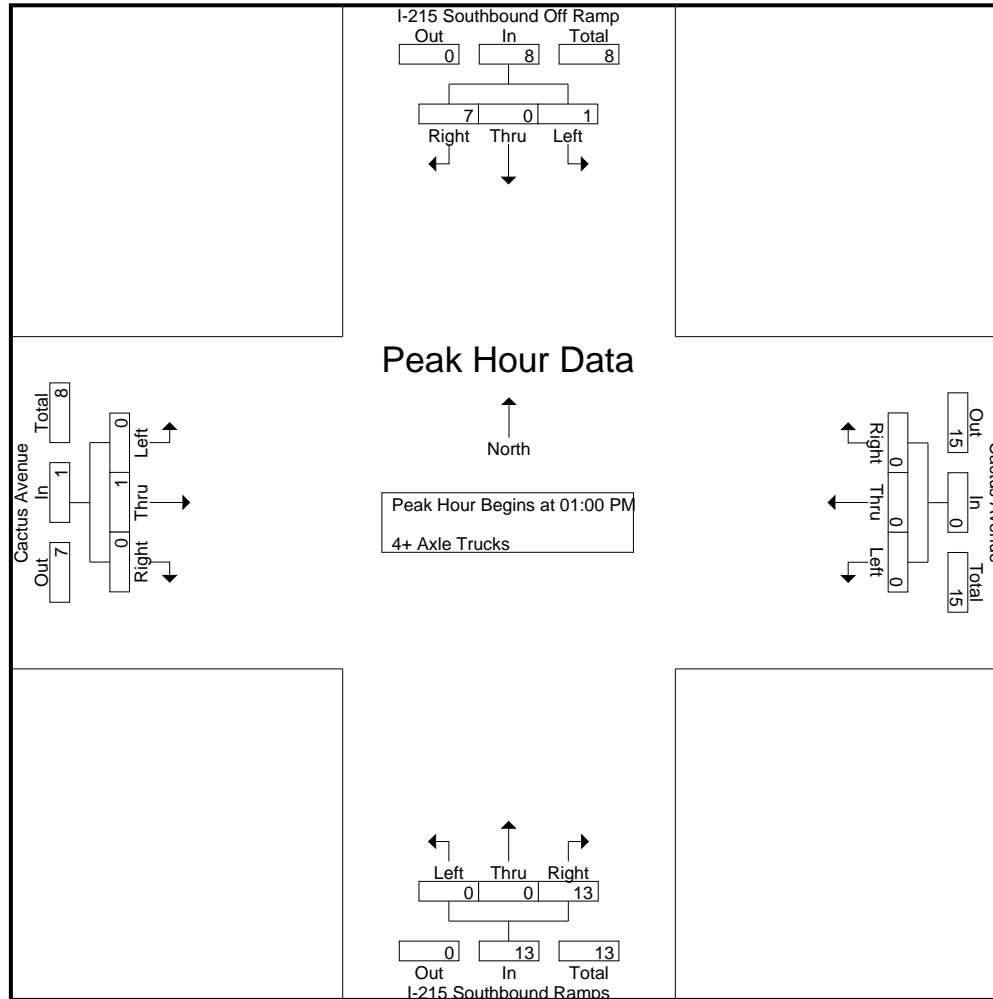 I-215 Southbound Off Ramp
Out In Total
0 8 8
7 0 1
Right Thru Left
Peak Hour Data
North
Peak Hour Begins at 01:00 PM
4+ Axle Trucks
Cactus Avenue
Out In Total
7 1 8
0 1 0
Right Thru Left
Out In Total
15 0 15
0 0 0
Right Thru Left
Left Thru Right
0 0 13
0 13 13
Out In Total
I-215 Southbound Ramps